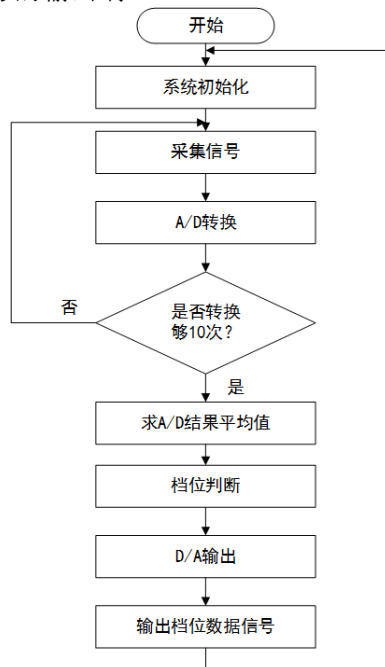 开始
系统初始化
采集信号
A/D转换
是否转换
够10次？
否
是
求A/D结果平均值
档位判断
D/A输出
输出档位数据信号